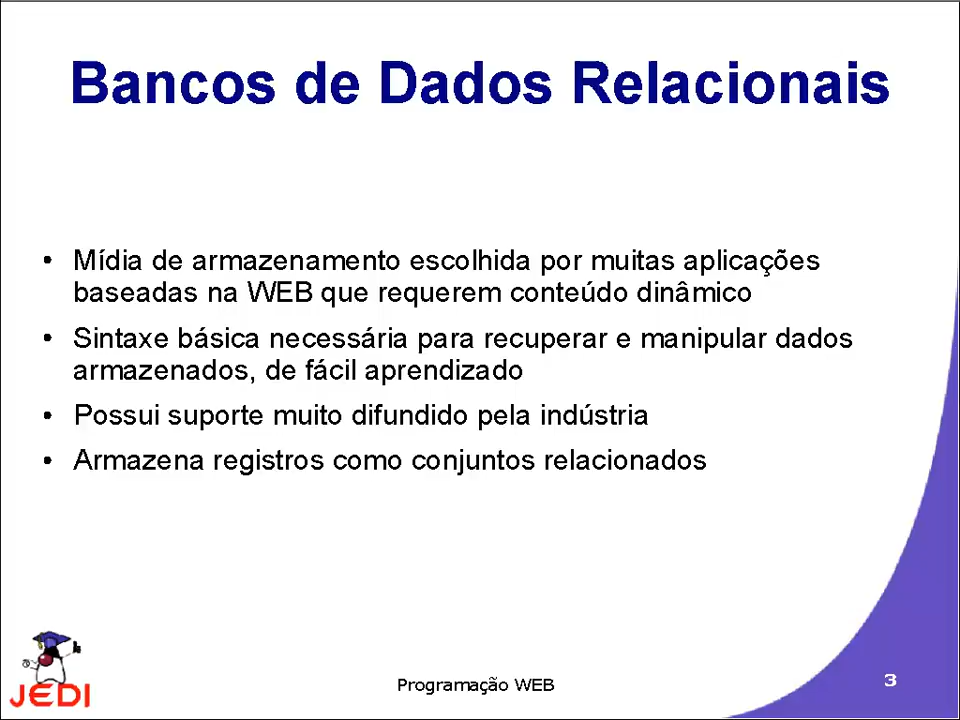 Bancos de Dados Relacionais
• Mídia de armazenamento escolhida por muitas aplicações
baseadas na WEB que requerem conteúdo dinâmico
• Sintaxe básica necessária para recuperar e manipular dados
armazenados, de fácil aprendizado
• Possui suporte muito difundido pela indústria
• Armazena registros como conjuntos relacionados
JEDI
Programação WEB
3